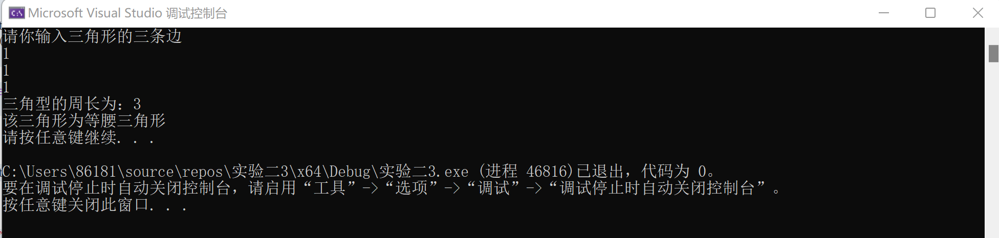 Microsoft Visual Studio 调试控制台
请你输入三角形的三条边
1
1
1
三角型的周长为：3
该三角形为等腰三角形
请按任意键继续. . .
C:\Users\86181\source\repos\实验二3\x64\Debug\实验二3.exe (进程 46816)已退出，代码为 0。
要在调试停止时自动关闭控制台，请启用“工具”->“选项”->“调试”->“调试停止时自动关闭控制台”。
按任意键关闭此窗口. . .